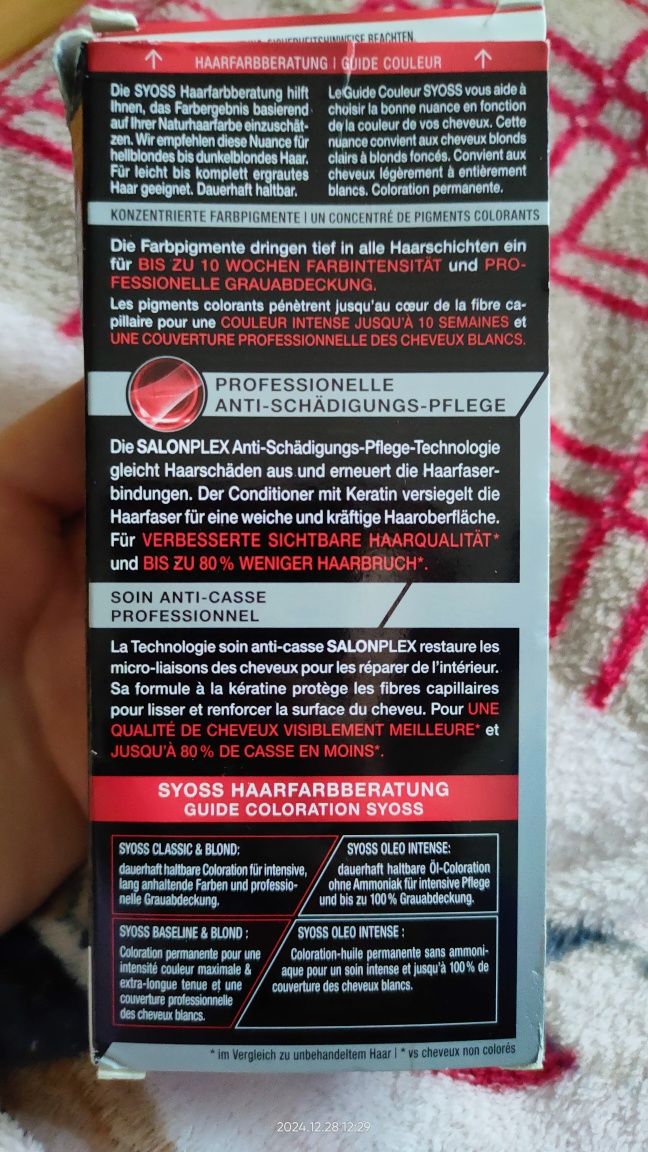 SICHERHEITSHINWEISE BEACHTEN.
HAARFARBBERATUNG | GUIDE COULEUR
Die SYOSS Haarfarbberatung hilft
Ihnen, das Farbergebnis basierend
auf Ihrer Naturhaarfarbe einzuschät-
zen. Wir empfehlen diese Nuance für
hellblondes bis dunkelblondes Haar.
Für leicht bis komplett ergrautes
Haar geeignet. Dauerhaft haltbar.
Le Guide Couleur SYOSS vous aide à
choisir la bonne nuance en fonction
de la couleur de vos cheveux. Cette
nuance convient aux cheveux blonds
clairs à blonds foncés. Convient aux
cheveux légèrement à entièrement
blancs. Coloration permanente.
KONZENTRIERTE FARBPIGMENTE | UN CONCENTRÉ DE PIGMENTS COLORANTS
Die Farbpigmente dringen tief in alle Haarschichten ein
für BIS ZU 10 WOCHEN FARBINTENSITÄT und PRO-
FESSIONELLE GRAUABDECKUNG.
Les pigments colorants pénètrent jusqu'au cœur de la fibre ca-
pillaire pour une COULEUR INTENSE JUSQU'À 10 SEMAINES et
UNE COUVERTURE PROFESSIONNELLE DES CHEVEUX BLANCS.
PROFESSIONELLE
ANTI-SCHÄDIGUNGS-PFLEGE
Die SALONPLEX Anti-Schädigungs-Pflege-Technologie
gleicht Haarschäden aus und erneuert die Haarfaser-
bindungen. Der Conditioner mit Keratin versiegelt die
Haarfaser für eine weiche und kräftige Haaroberfläche.
Für VERBESSERTE SICHTBARE HAARQUALITÄT*
und BIS ZU 80 % WENIGER HAARBRUCH*.
SOIN ANTI-CASSE
PROFESSIONNEL
La Technologie soin anti-casse SALONPLEX restaure les
micro-liaisons des cheveux pour les réparer de l'intérieur.
Sa formule à la kératine protège les fibres capillaires
pour lisser et renforcer la surface du cheveu. Pour UNE
QUALITÉ DE CHEVEUX VISIBLEMENT MEILLEURE* et
JUSQU'À 80 % DE CASSE EN MOINS*.
SYOSS HAARFARBBERATUNG
GUIDE COLORATION SYOSS
SYOSS CLASSIC & BLOND:
dauerhaft haltbare Coloration für intensive,
lang anhaltende Farben und professio-
nelle Grauabdeckung.
SYOSS OLEO INTENSE:
dauerhaft haltbare Öl-Coloration
ohne Ammoniak für intensive Pflege
und bis zu 100 % Grauabdeckung.
SYOSS BASELINE & BLOND :
Coloration permanente pour une
intensité couleur maximale &
extra-longue tenue et une
couverture professionnelle
des cheveux blancs.
SYOSS OLEO INTENSE :
Coloration-huile permanente sans ammoni-
aque pour un soin intense et jusqu'à 100 % de
couverture des cheveux blancs.
* im Vergleich zu unbehandeltem Haar | * vs cheveux non colorés
2024.12.28 12:29